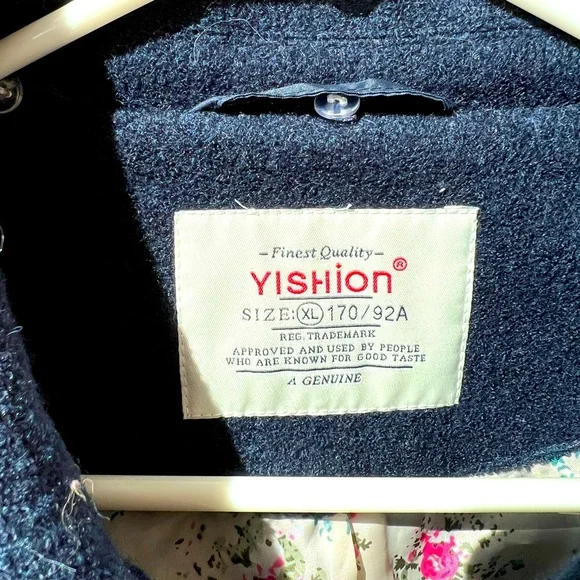 - Finest Quality -
YISHION®
SIZE: XL 170/92A
REG. TRADEMARK
APPROVED AND USED BY PEOPLE
WHO ARE KNOWN FOR GOOD TASTE
A GENUINE